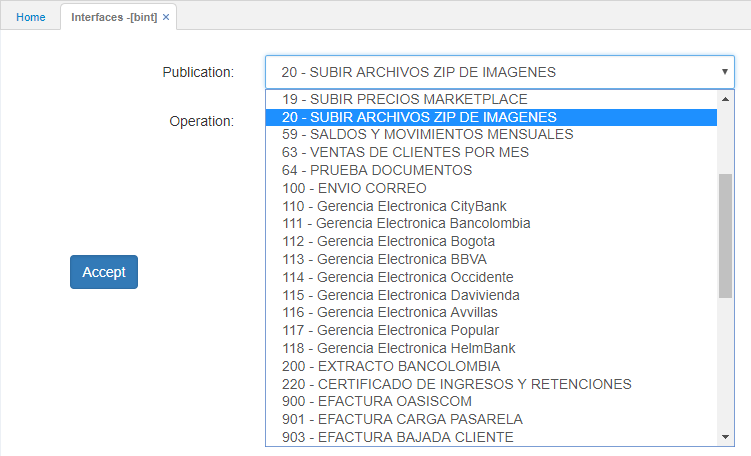 Home
Interfaces -[bint] ×
Publication:
20 - SUBIR ARCHIVOS ZIP DE IMAGENES
Operation:
19 - SUBIR PRECIOS MARKETPLACE
20 - SUBIR ARCHIVOS ZIP DE IMAGENES
59 - SALDOS Y MOVIMIENTOS MENSUALES
63 - VENTAS DE CLIENTES POR MES
64 - PRUEBA DOCUMENTOS
100 - ENVIO CORREO
110 - Gerencia Electronica CityBank
111 - Gerencia Electronica Bancolombia
112 - Gerencia Electronica Bogota
113 - Gerencia Electronica BBVA
114 - Gerencia Electronica Occidente
115 - Gerencia Electronica Davivienda
116 - Gerencia Electronica Avvillas
117 - Gerencia Electronica Popular
118 - Gerencia Electronica HelmBank
200 - EXTRACTO BANCOLOMBIA
220 - CERTIFICADO DE INGRESOS Y RETENCIONES
900 - EFACTURA OASISCOM
901 - EFACTURA CARGA PASARELA
903 - EFACTURA BAJADA CLIENTE
Accept